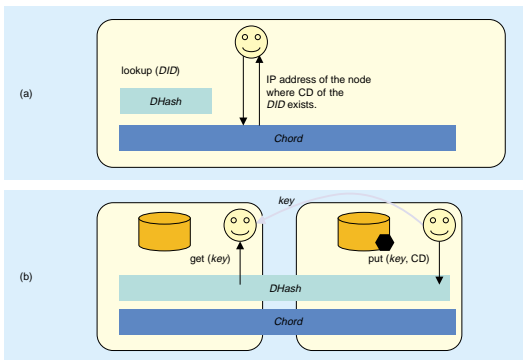 (a)
lookup (DID)
IP address of the node
where CD of the
DID exists.
DHash
Chord
(b)
key
get (key)
put (key, CD)
DHash
Chord